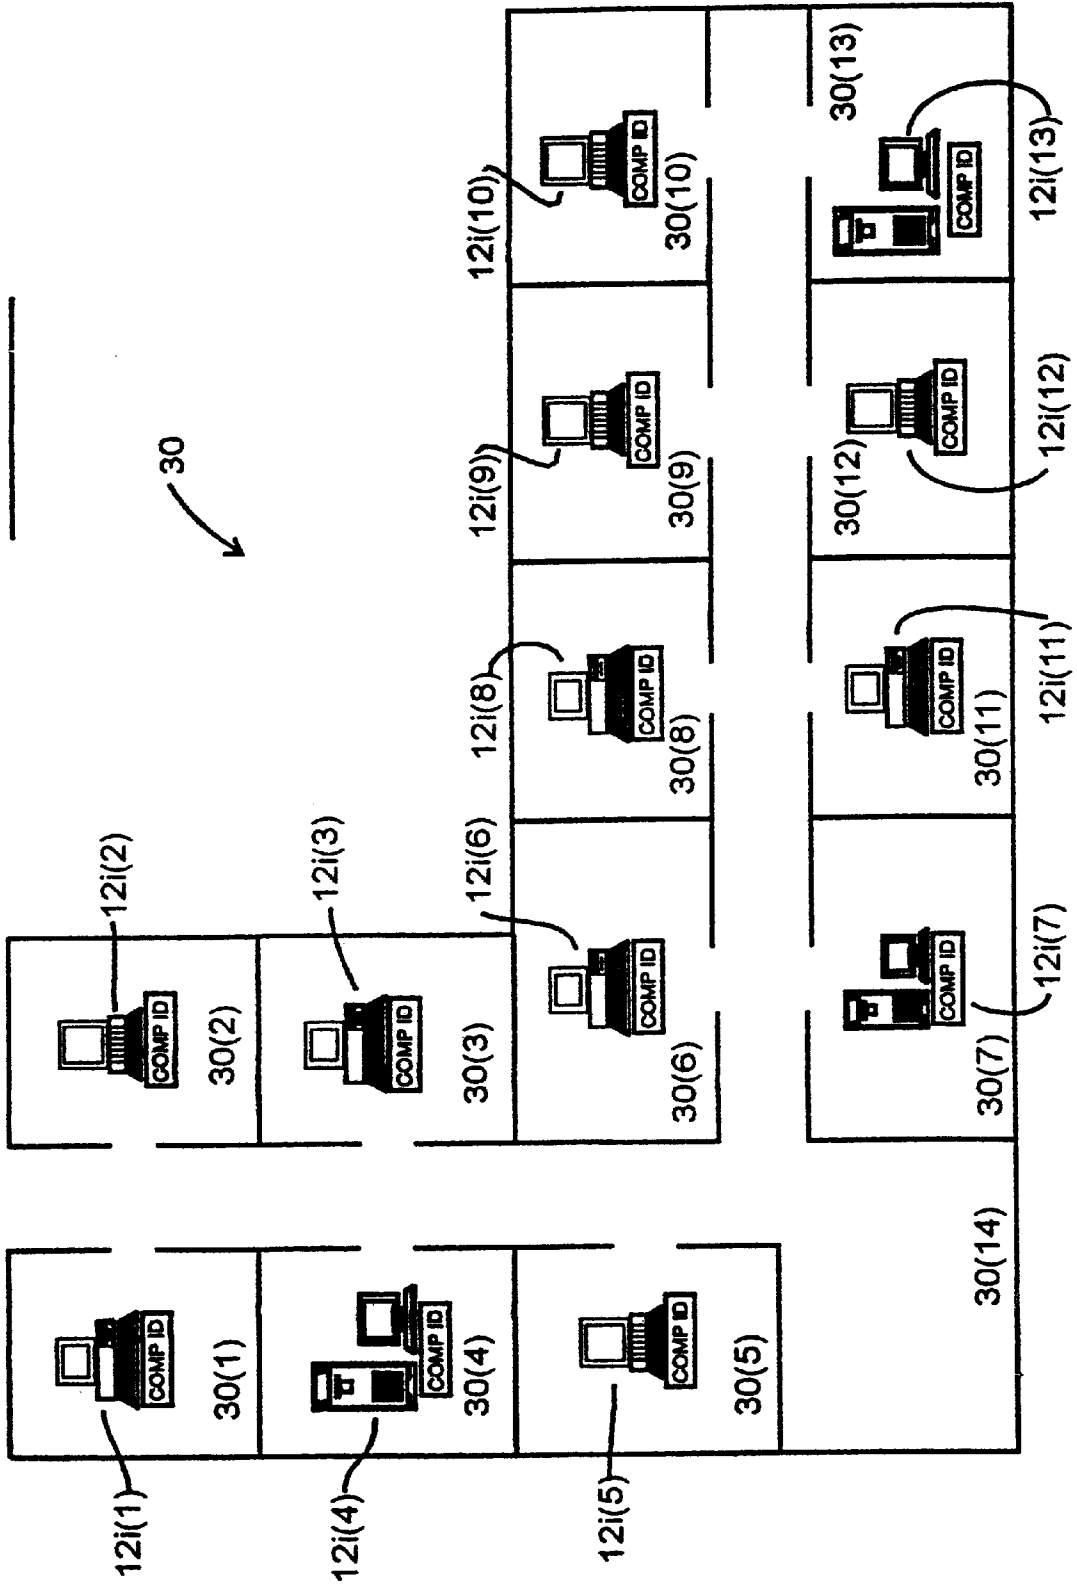 12i(1)
12i(2)
COMP ID
COMP ID
30
30(1)
30(2)
12i(4)
12i(3)
COMP ID
COMP ID
30(4)
30(3)
12i(6)
12i(8)
12i(9)
12i(10)
12i(5)
COMP ID
COMP ID
COMP ID
COMP ID
COMP ID
30(5)
30(6)
30(8)
30(9)
30(10)
30(12)
30(13)
COMP ID
COMP ID
COMP ID
COMP ID
30(14)
30(7)
30(11)
12i(7)
12i(11)
12i(12)
12i(13)